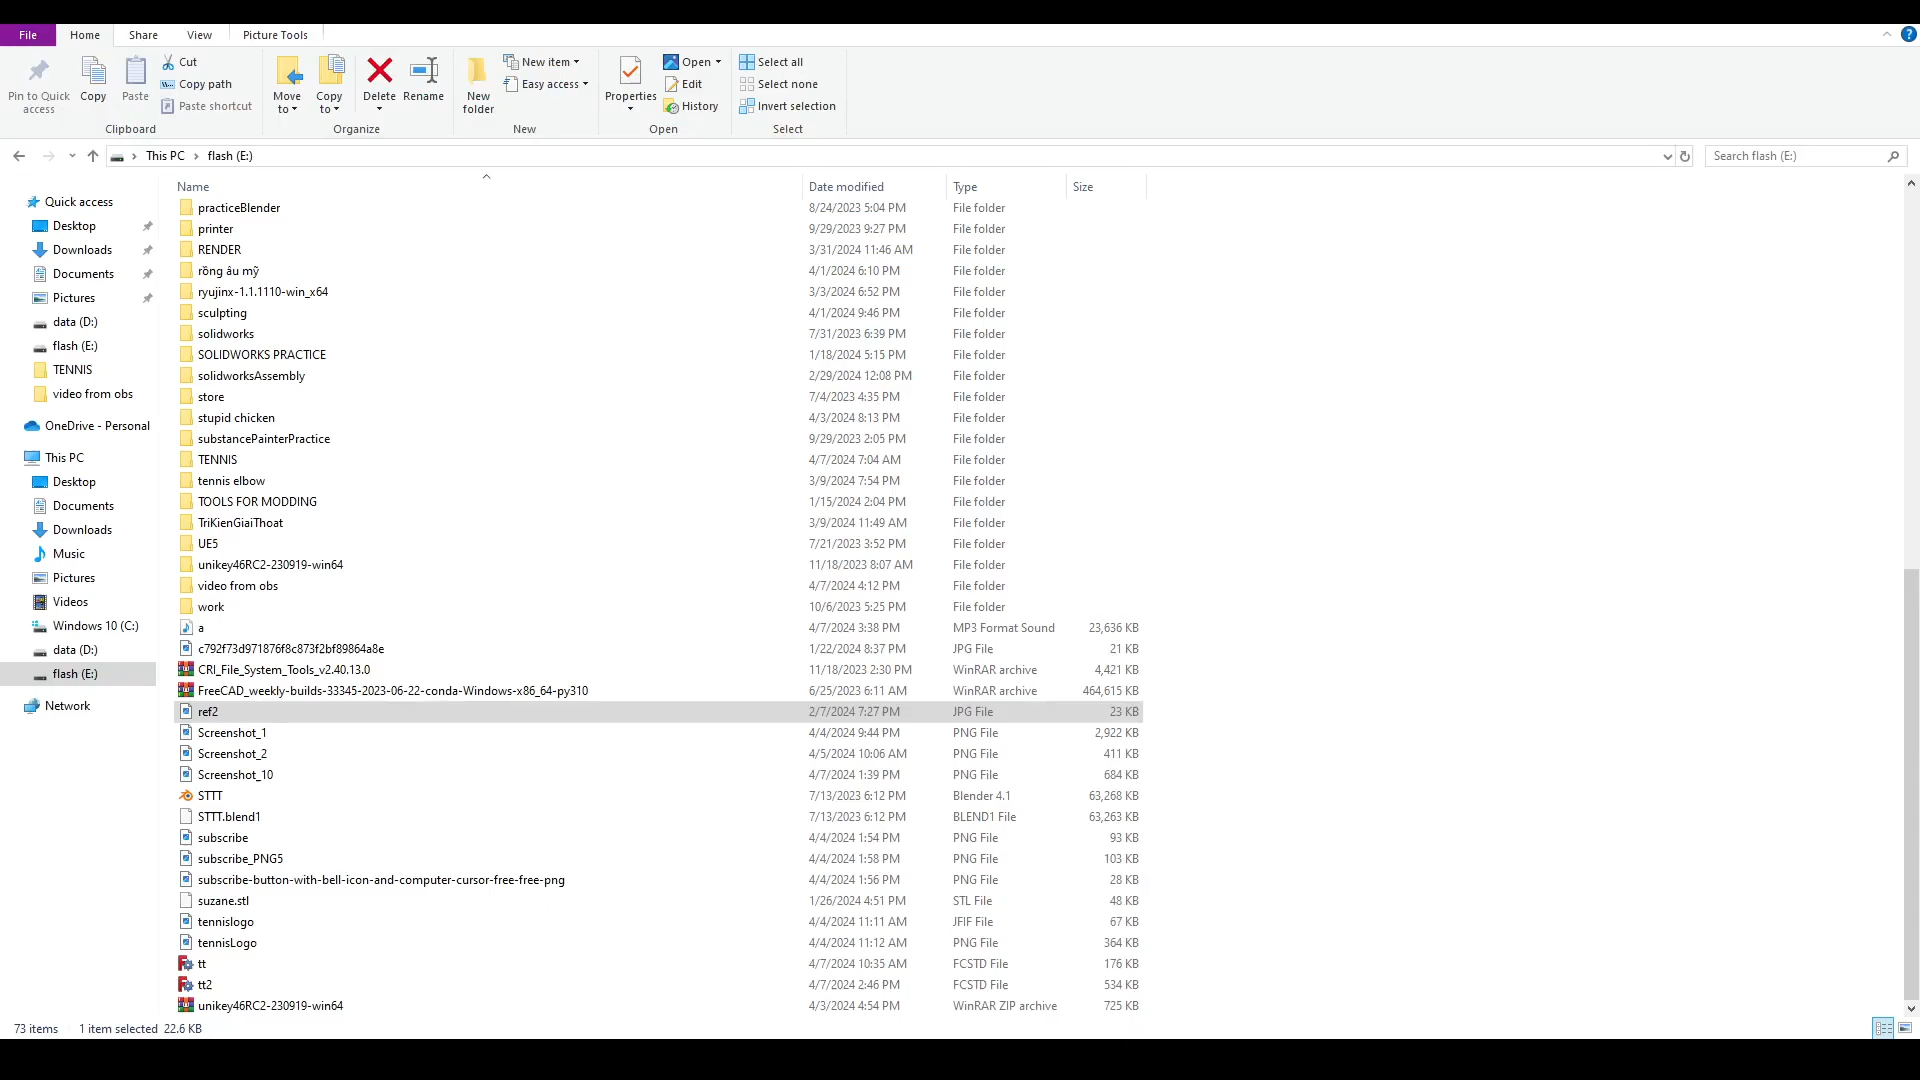 File Home Share View Picture Tools
Pin to Quick access
Copy
Paste
Cut
Copy path
Paste shortcut
Clipboard
Move to
Copy to
Delete
Rename
Organize
New folder
New item
Easy access
New
Properties
Open
Edit
History
Open
Select all
Select none
Invert selection
Select
This PC › flash (E:)
Search flash (E:)
Quick access
Desktop
Downloads
Documents
Pictures
data (D:)
flash (E:)
TENNIS
video from obs
OneDrive - Personal
This PC
Desktop
Documents
Downloads
Music
Pictures
Videos
Windows 10 (C:)
data (D:)
flash (E:)
Network
Name Date modified Type Size
practiceBlender 8/24/2023 5:04 PM File folder
printer 9/29/2023 9:27 PM File folder
RENDER 3/31/2024 11:46 AM File folder
rồng âu mỹ 4/1/2024 6:10 PM File folder
ryujinx-1.1.1110-win_x64 3/3/2024 6:52 PM File folder
sculpting 4/1/2024 9:46 PM File folder
solidworks 7/31/2023 6:39 PM File folder
SOLIDWORKS PRACTICE 1/18/2024 5:15 PM File folder
solidworksAssembly 2/29/2024 12:08 PM File folder
store 7/4/2023 4:35 PM File folder
stupid chicken 4/3/2024 8:13 PM File folder
substancePainterPractice 9/29/2023 2:05 PM File folder
TENNIS 4/7/2024 7:04 AM File folder
tennis elbow 3/9/2024 7:54 PM File folder
TOOLS FOR MODDING 1/15/2024 2:04 PM File folder
TriKienGiaiThoat 3/9/2024 11:49 AM File folder
UE5 7/21/2023 3:52 PM File folder
unikey46RC2-230919-win64 11/18/2023 8:07 AM File folder
video from obs 4/7/2024 4:12 PM File folder
work 10/6/2023 5:25 PM File folder
a 4/7/2024 3:38 PM MP3 Format Sound 23,636 KB
c792f73d971876f8c873f2bf89864a8e 1/22/2024 8:37 PM JPG File 21 KB
CRI_File_System_Tools_v2.40.13.0 11/18/2023 2:30 PM WinRAR archive 4,421 KB
FreeCAD_weekly-builds-33345-2023-06-22-conda-Windows-x86_64-py310 6/25/2023 6:11 AM WinRAR archive 464,615 KB
ref2 2/7/2024 7:27 PM JPG File 23 KB
Screenshot_1 4/4/2024 9:44 PM PNG File 2,922 KB
Screenshot_2 4/5/2024 10:06 AM PNG File 411 KB
Screenshot_10 4/7/2024 1:39 PM PNG File 684 KB
STTT 7/13/2023 6:12 PM Blender 4.1 63,268 KB
STTT.blend1 7/13/2023 6:12 PM BLEND1 File 63,263 KB
subscribe 4/4/2024 1:54 PM PNG File 93 KB
subscribe_PNG5 4/4/2024 1:58 PM PNG File 103 KB
subscribe-button-with-bell-icon-and-computer-cursor-free-free-png 4/4/2024 1:56 PM PNG File 28 KB
suzane.stl 1/26/2024 4:51 PM STL File 48 KB
tennislogo 4/4/2024 11:11 AM JFIF File 67 KB
tennisLogo 4/4/2024 11:12 AM PNG File 364 KB
tt 4/7/2024 10:35 AM FCSTD File 176 KB
tt2 4/7/2024 2:46 PM FCSTD File 534 KB
unikey46RC2-230919-win64 4/3/2024 4:54 PM WinRAR ZIP archive 725 KB
73 items 1 item selected 22.6 KB